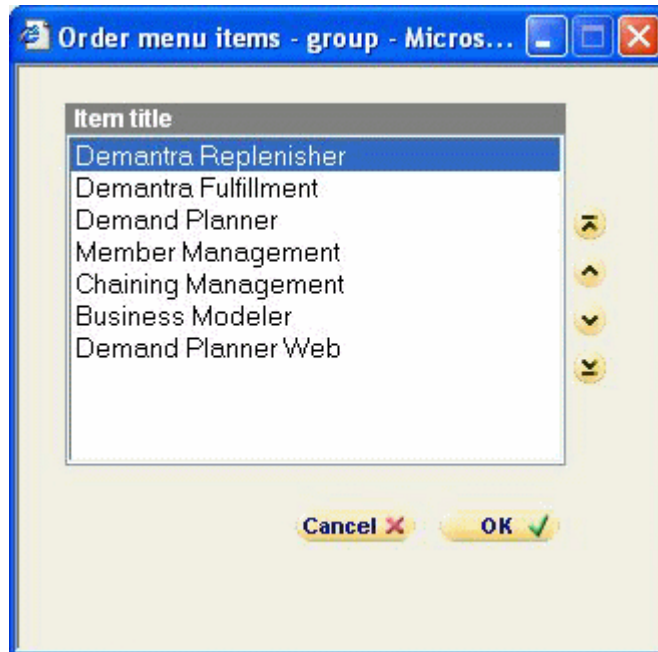 Order menu items - group - Micros...
Item title
Demantra Replenisher
Demantra Fulfillment
Demand Planner
Member Management
Chaining Management
Business Modeler
Demand Planner Web
Cancel
OK